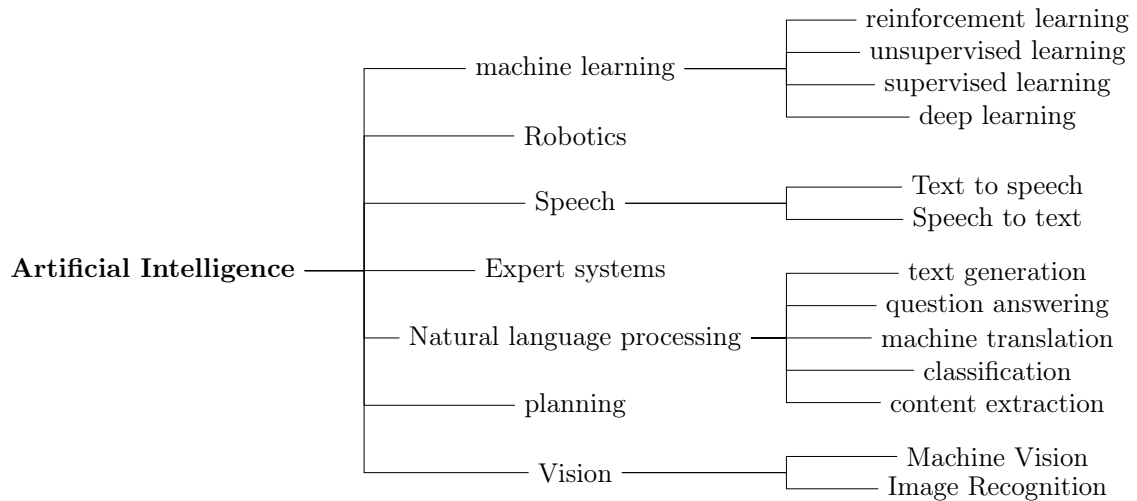 Artificial Intelligence
machine learning
reinforcement learning
unsupervised learning
supervised learning
deep learning
Robotics
Speech
Text to speech
Speech to text
Expert systems
Natural language processing
text generation
question answering
machine translation
classification
content extraction
planning
Vision
Machine Vision
Image Recognition